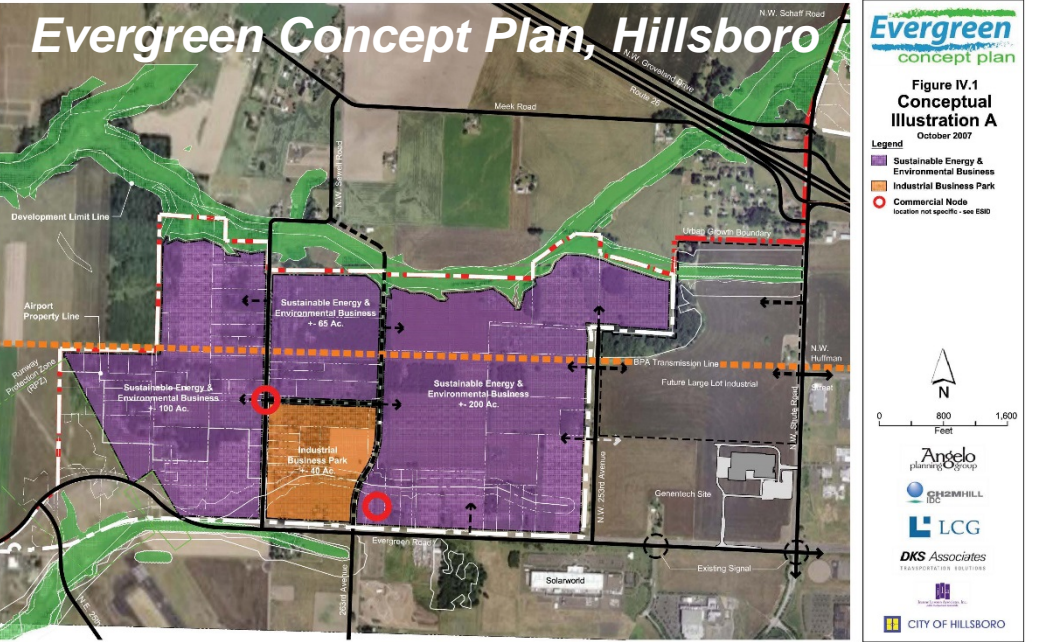 Evergreen Concept Plan, Hillsboro
N.W. Schaff Road
N.W. Groveland Drive
Route 26
Meek Road
N.W. Sewell Road
Development Limit Line
Urban Growth Boundary
Sustainable Energy &
Environmental Business
+- 65 Ac.
Airport
Property Line
Runway
Protection Zone
(RPZ)
BPA Transmission Line
N.W.
Huffman
Street
Future Large Lot Industrial
Sustainable Energy &
Environmental Business
+- 100 Ac.
Sustainable Energy &
Environmental Business
+- 200 Ac.
N.W. Shute Road
Industrial
Business Park
+- 40 Ac.
N.W. 253rd Avenue
Genentech Site
Evergreen Road
Existing Signal
Solarworld
263rd Avenue
Evergreen
concept plan
Figure IV.1
Conceptual
Illustration A
October 2007
Legend
Sustainable Energy &
Environmental Business
Industrial Business Park
Commercial Node
location not specific - see ESID
N
0 800 1,600
Feet
Angelo
planning group
CH2MHILL
IDC
LCG
DKS Associates
TRANSPORTATION SOLUTIONS
CITY OF HILLSBORO